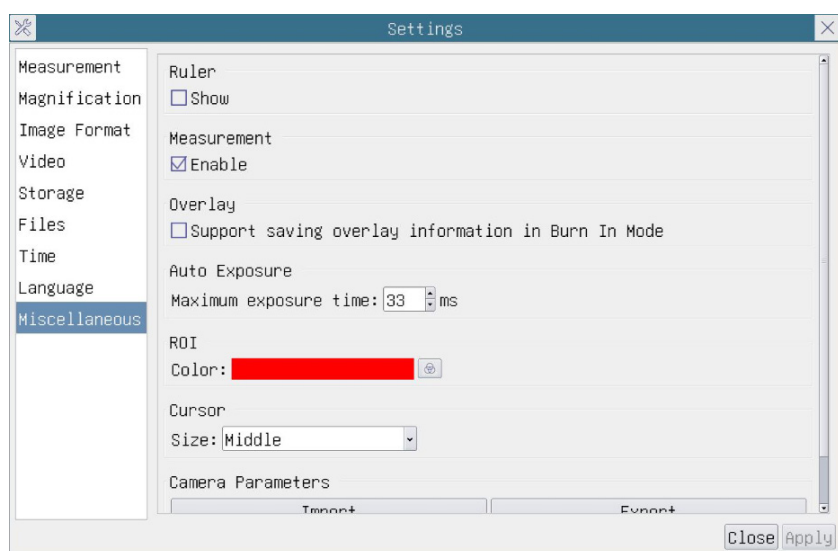 Settings
Measurement
Magnification
Image Format
Video
Storage
Files
Time
Language
Miscellaneous
Ruler
Show
Measurement
Enable
Overlay
Support saving overlay information in Burn In Mode
Auto Exposure
Maximum exposure time: 33 ms
ROI
Color:
Cursor
Size: Middle
Camera Parameters
Import Export
Close Apply